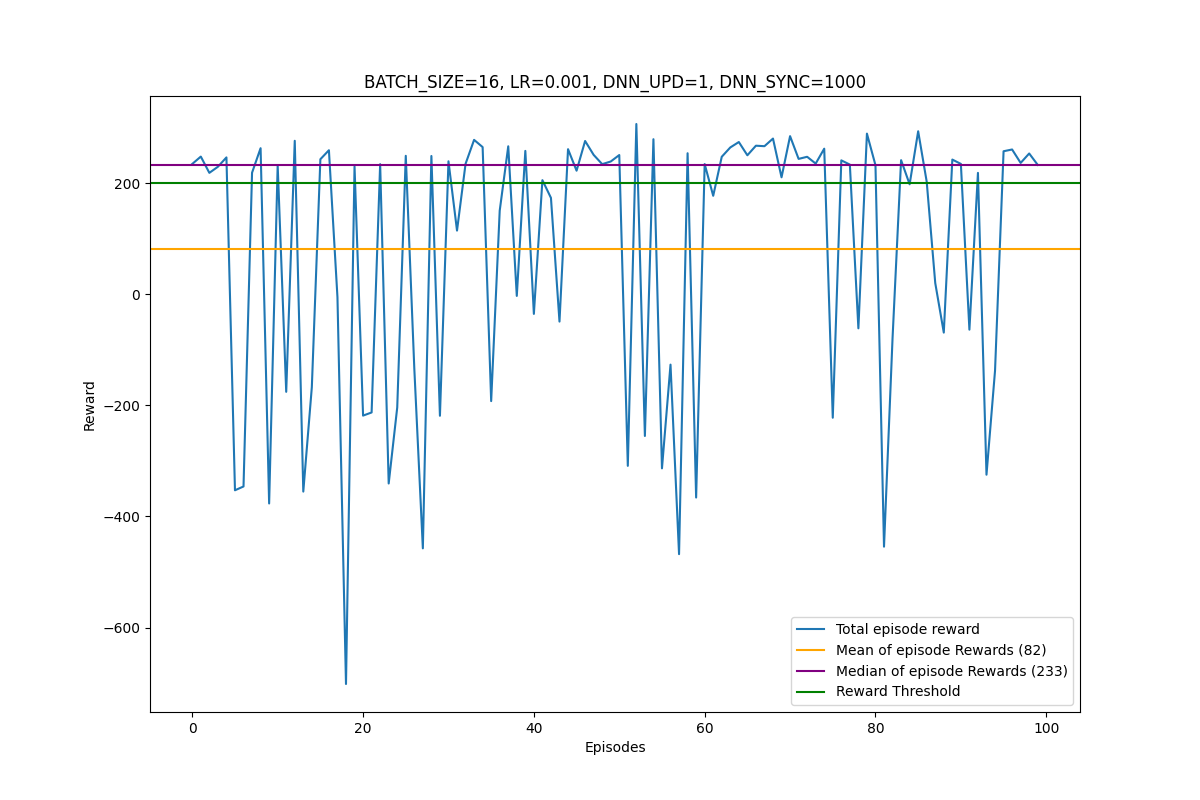 BATCH_SIZE=16, LR=0.001, DNN_UPD=1, DNN_SYNC=1000
200
0
−200
−400
−600
Reward
Total episode reward
Mean of episode Rewards (82)
Median of episode Rewards (233)
Reward Threshold
0 20 40 60 80 100
Episodes